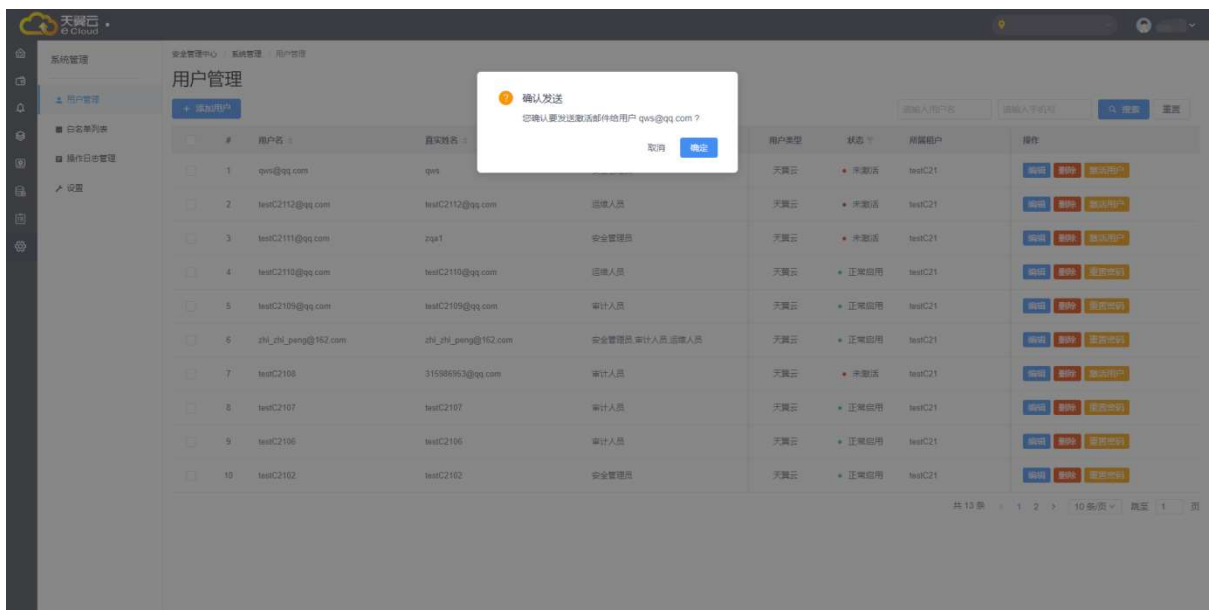 天翼云
e Cloud
系统管理
用户管理
白名单列表
操作日志管理
设置
安全管理中心 / 系统管理 / 用户管理
用户管理
+ 添加用户
请输入用户名 请输入手机号 搜索 重置
确认发送
您确认要发送激活邮件给用户 qws@qq.com ?
取消 确定
# 用户名 真实姓名 用户类型 状态 所属租户 操作
1 qws@qq.com qws 天翼云 未激活 testC21 编辑 删除 激活用户
2 testC2112@qq.com testC2112@qq.com 运维人员 天翼云 未激活 testC21 编辑 删除 激活用户
3 testC2111@qq.com zqa1 安全管理员 天翼云 未激活 testC21 编辑 删除 激活用户
4 testC2110@qq.com testC2110@qq.com 运维人员 天翼云 正常启用 testC21 编辑 删除 重置密码
5 testC2109@qq.com testC2109@qq.com 审计人员 天翼云 正常启用 testC21 编辑 删除 重置密码
6 zhl_zhl_peng@162.com zhl_zhl_peng@162.com 安全管理员,审计人员,运维人员 天翼云 正常启用 testC21 编辑 删除 重置密码
7 testC2108 315986953@qq.com 审计人员 天翼云 未激活 testC21 编辑 删除 激活用户
8 testC2107 testC2107 审计人员 天翼云 正常启用 testC21 编辑 删除 重置密码
9 testC2106 testC2106 审计人员 天翼云 正常启用 testC21 编辑 删除 重置密码
10 testC2102 testC2102 安全管理员 天翼云 正常启用 testC21 编辑 删除 重置密码
共 13 条 < 1 2 > 10 条/页 跳至 1 页